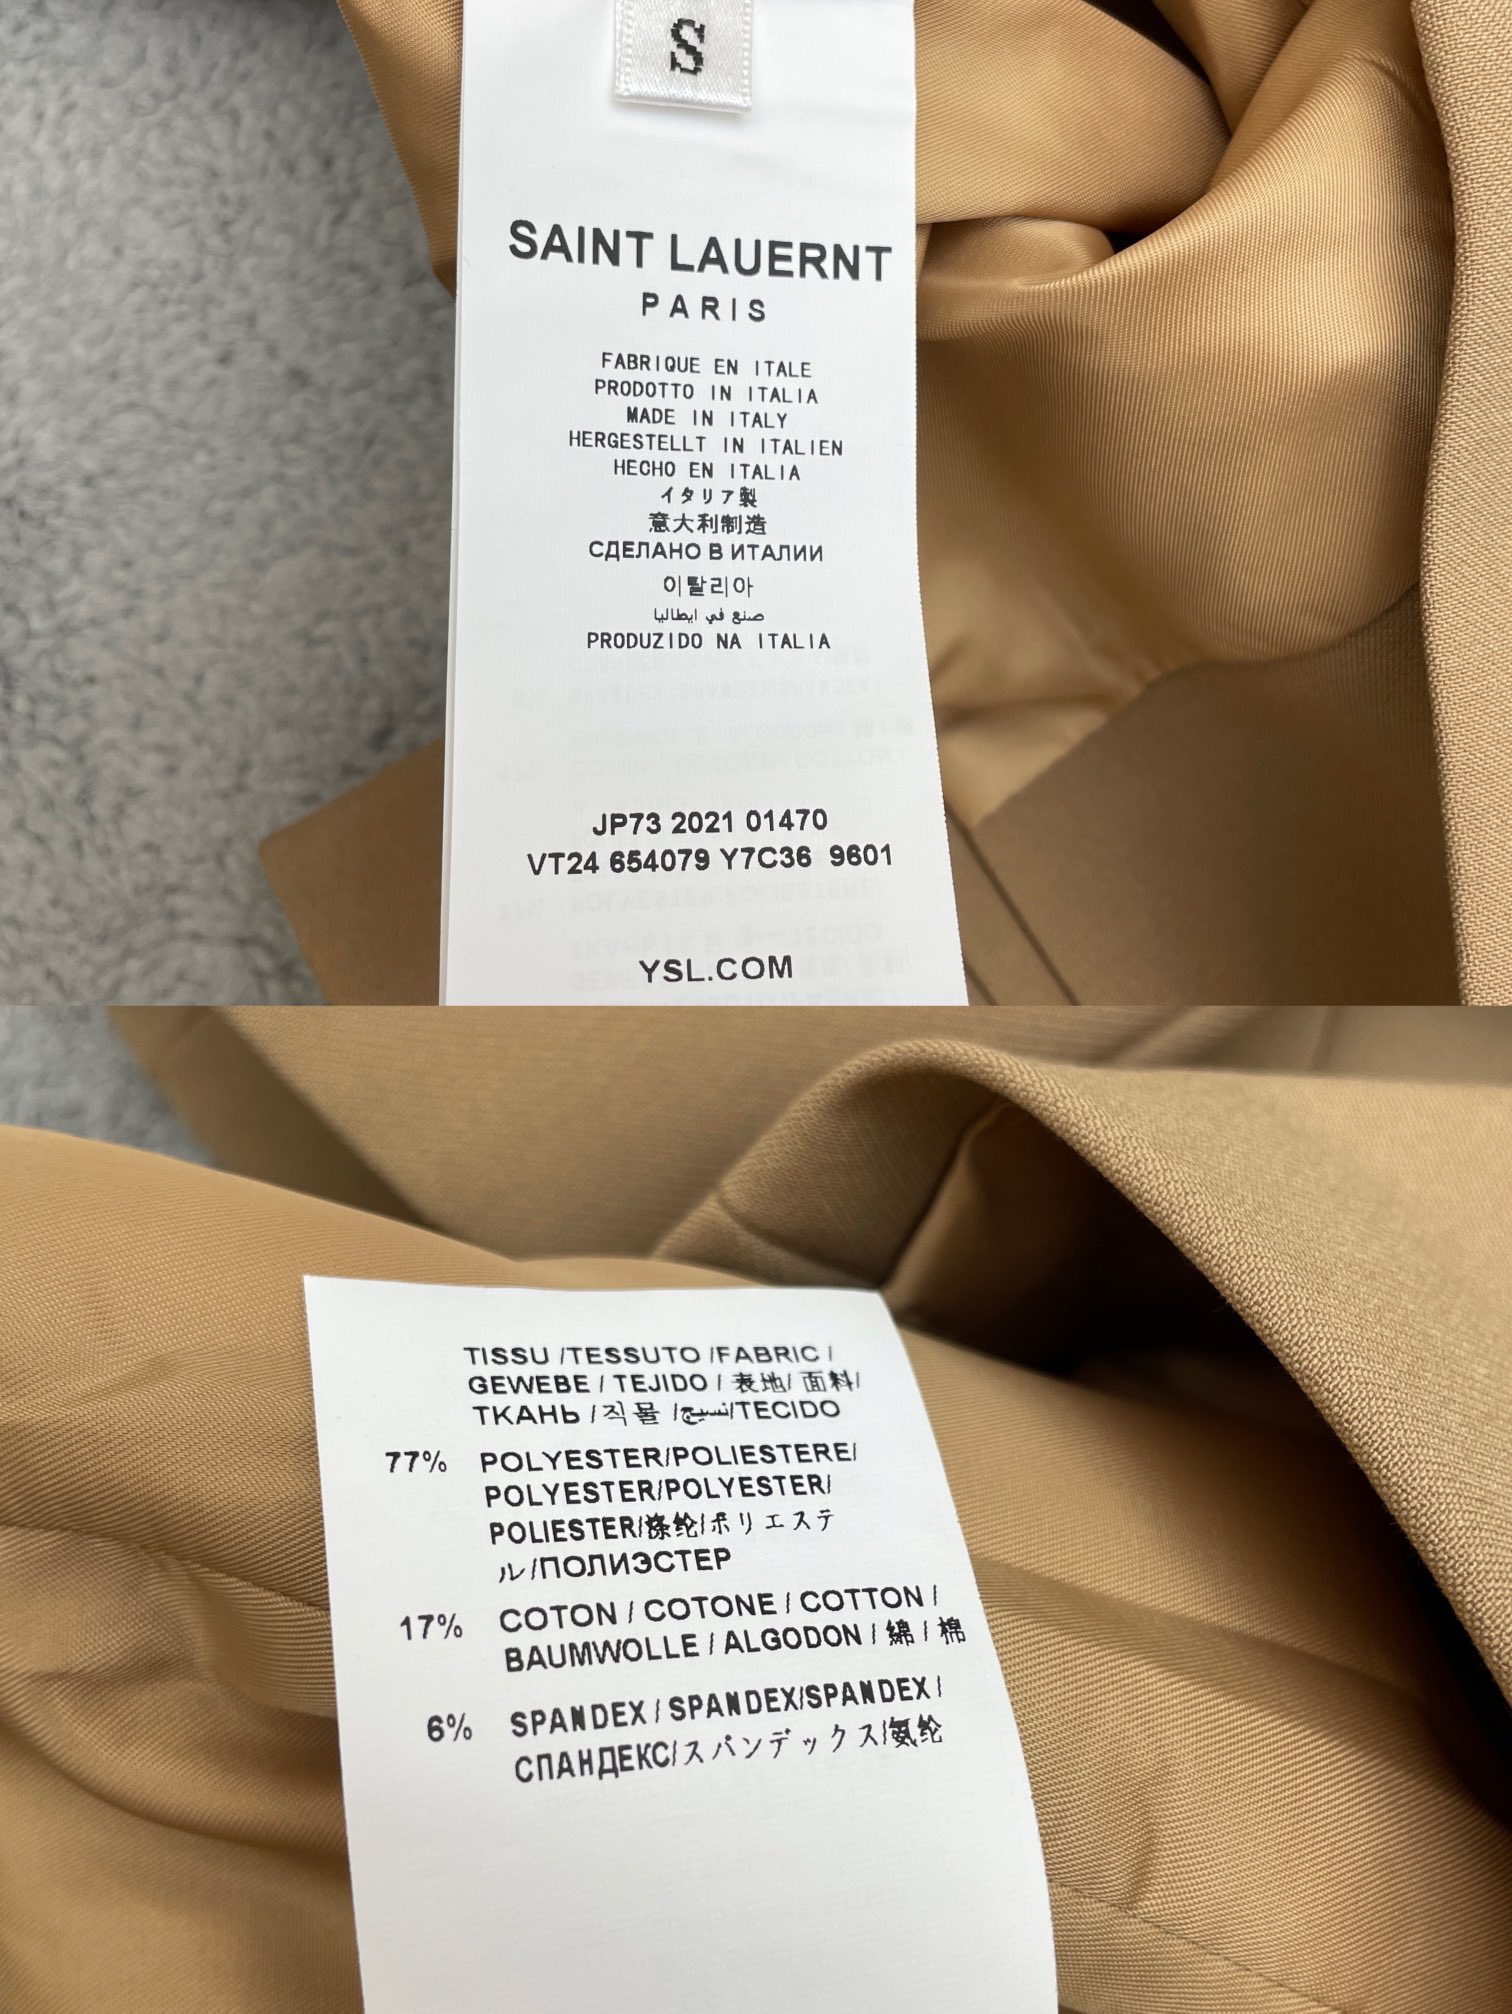 S
SAINT LAUERNT
PARIS
FABRIQUE EN ITALE
PRODOTTO IN ITALIA
MADE IN ITALY
HERGESTELLT IN ITALIEN
HECHO EN ITALIA
イタリア製
意大利制造
СДЕЛАНО В ИТАЛИИ
이탈리아
صنع في ايطاليا
PRODUZIDO NA ITALIA
JP73 2021 01470
VT24 654079 Y7C36 9601
YSL.COM
TISSU /TESSUTO /FABRIC /
GEWEBE / TEJIDO / 表地/ 面料/
ТКАНЬ /직물 /نسيج/TECIDO
77% POLYESTER/POLIESTERE/
POLYESTER/POLYESTER/
POLIESTER/涤纶/ポリエステ
ル/ПОЛИЭСТЕР
17% COTON / COTONE / COTTON /
BAUMWOLLE / ALGODON / 綿 / 棉
6% SPANDEX / SPANDEX/SPANDEX /
СПАНДЕКС/スパンデックス/氨纶